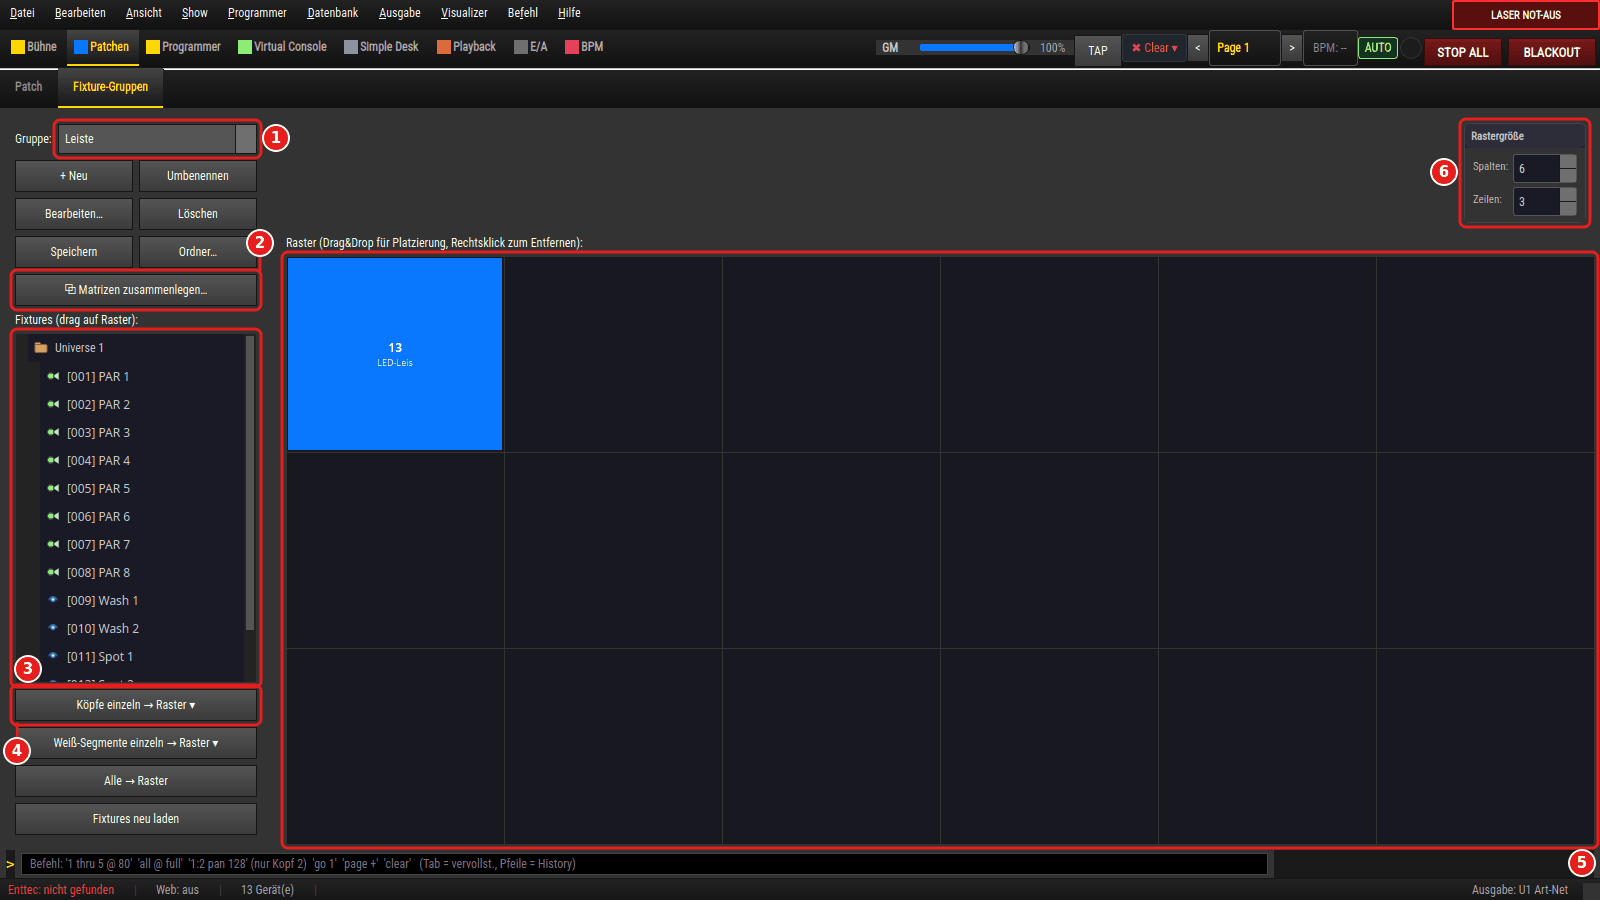 Datei Bearbeiten Ansicht Show Programmer Datenbank Ausgabe Visualizer Befehl Hilfe
LASER NOT-AUS
Bühne Patchen Programmer Virtual Console Simple Desk Playback E/A BPM
GM 100% TAP ✖ Clear ▾ < Page 1 > BPM: -- AUTO STOP ALL BLACKOUT
Patch Fixture-Gruppen
Gruppe: Leiste 1
+ Neu Umbenennen
Bearbeiten... Löschen
Speichern Ordner... 2
Matrizen zusammenlegen...
Fixtures (drag auf Raster):
Universe 1
[001] PAR 1
[002] PAR 2
[003] PAR 3
[004] PAR 4
[005] PAR 5
[006] PAR 6
[007] PAR 7
[008] PAR 8
[009] Wash 1
[010] Wash 2
[011] Spot 1
3
Köpfe einzeln → Raster ▾
4
Weiß-Segmente einzeln → Raster ▾
Alle → Raster
Fixtures neu laden
Raster (Drag&Drop für Platzierung, Rechtsklick zum Entfernen):
13
LED-Leis
Rastergröße
6
Spalten: 6
Zeilen: 3
5
> Befehl: '1 thru 5 @ 80' 'all @ full' '1:2 pan 128' (nur Kopf 2) 'go 1' 'page +' 'clear' (Tab = vervollst., Pfeile = History)
Enttec: nicht gefunden Web: aus 13 Gerät(e) Ausgabe: U1 Art-Net